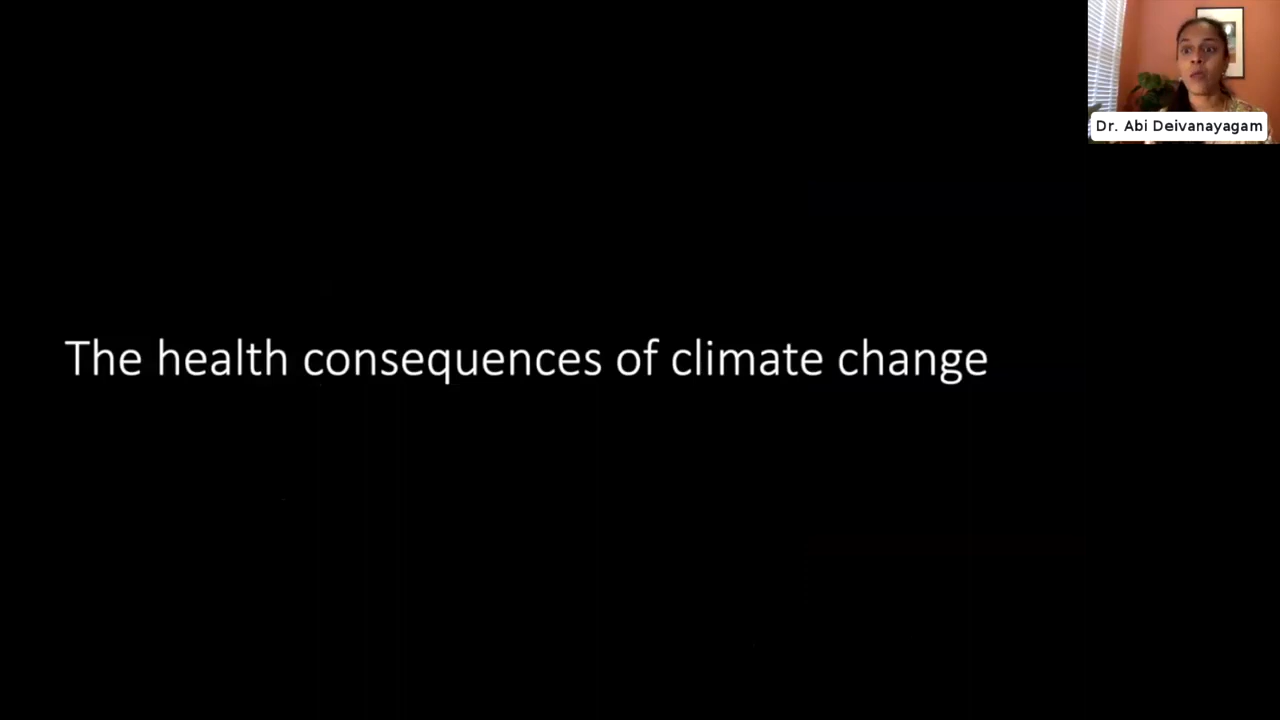 Dr. Abi Deivanayagam
The health consequences of climate change